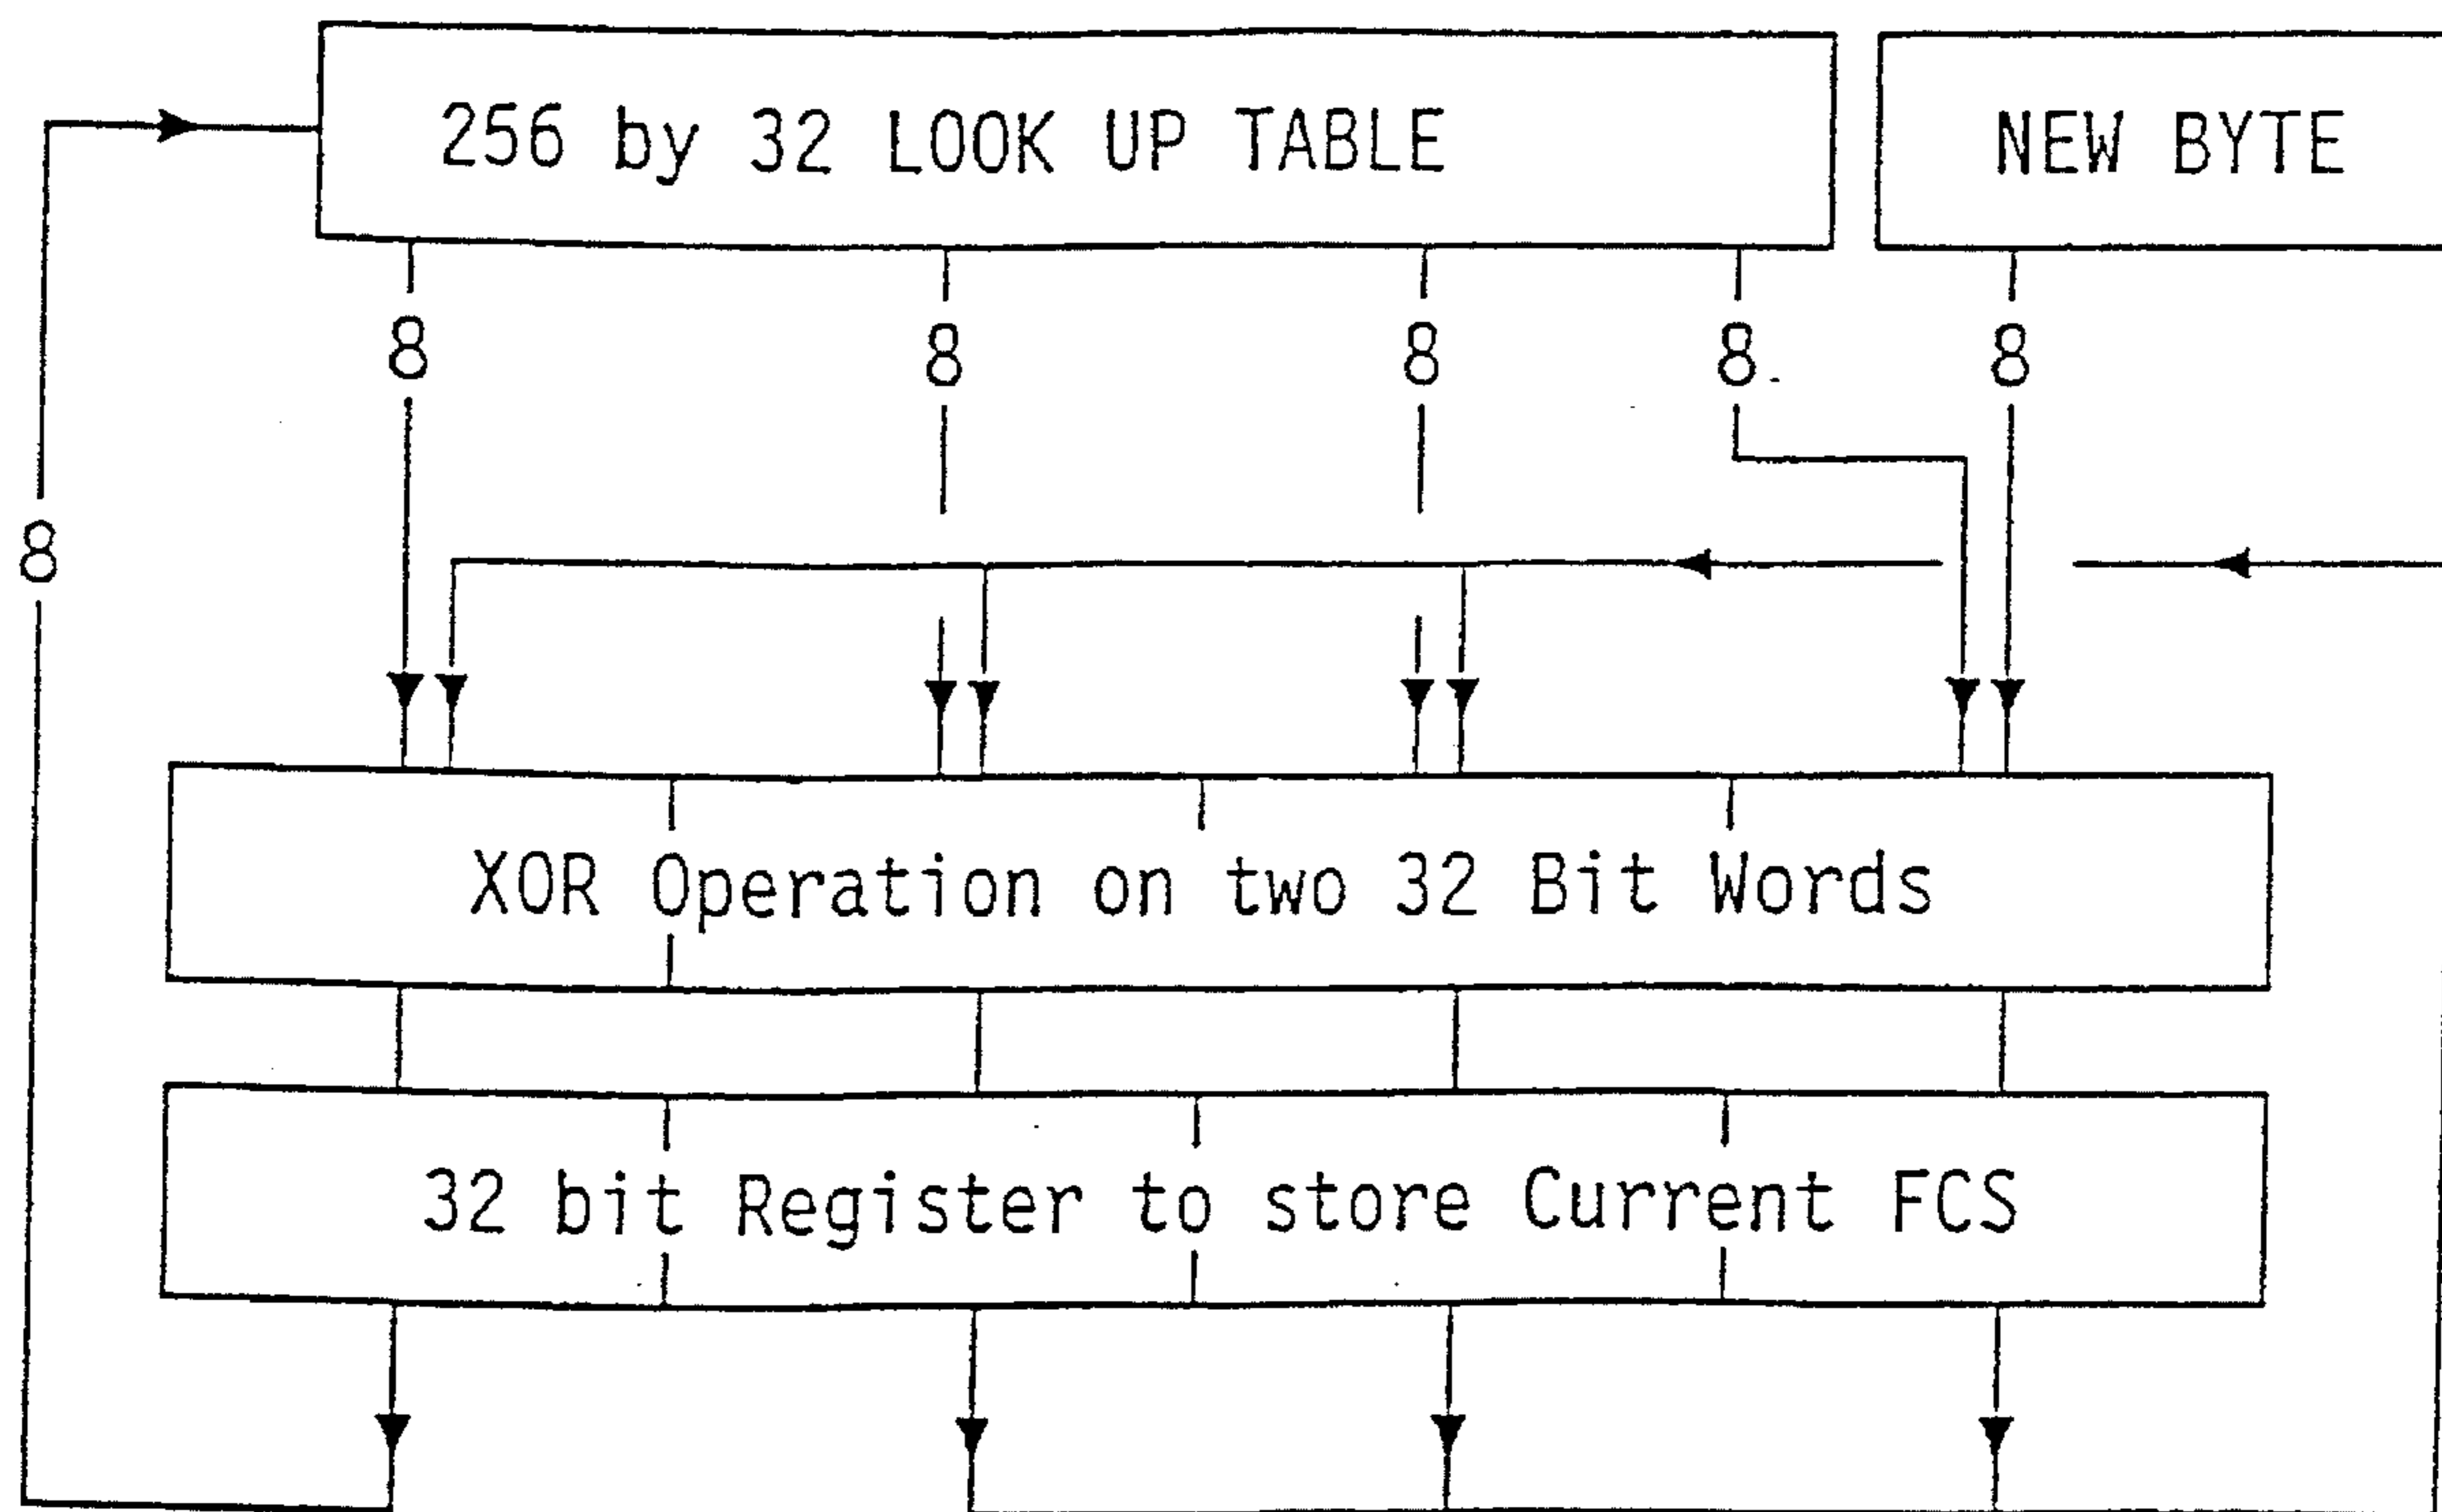 256 by 32 LOOK UP TABLE
NEW BYTE
8
8
8
8
8
8
XOR Operation on two 32 Bit Words
32 bit Register to store Current FCS